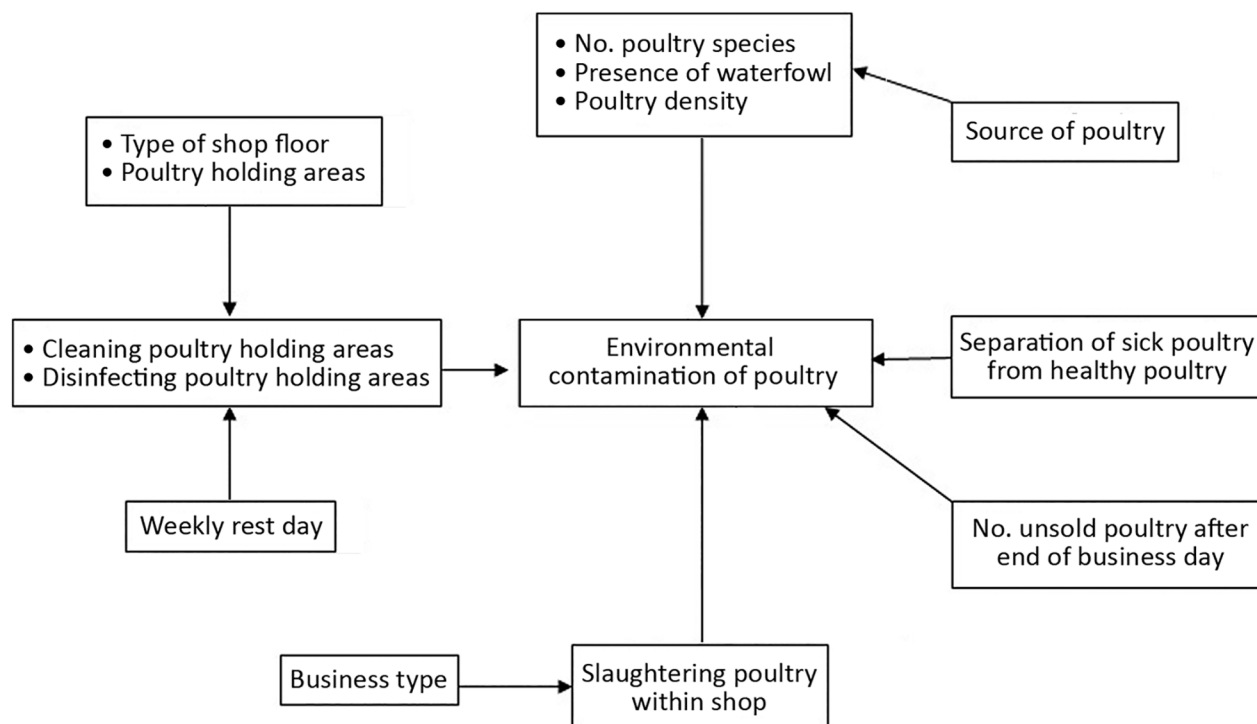 • No. poultry species
• Presence of waterfowl
• Poultry density
Source of poultry
• Type of shop floor
• Poultry holding areas
• Cleaning poultry holding areas
• Disinfecting poultry holding areas
Environmental
contamination of poultry
Separation of sick poultry
from healthy poultry
Weekly rest day
No. unsold poultry after
end of business day
Business type
Slaughtering poultry
within shop